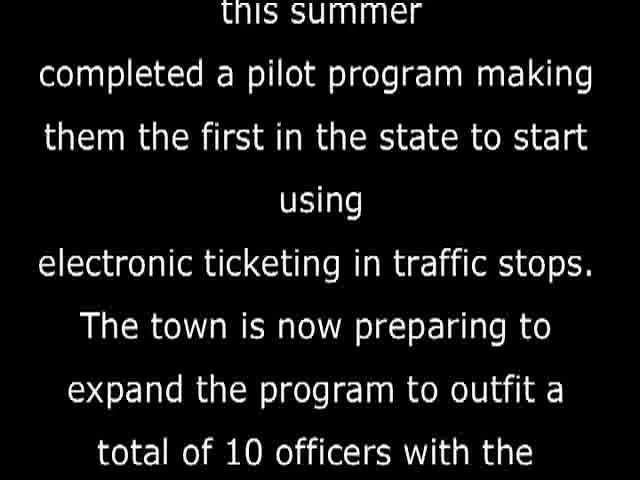 this summer
completed a pilot program making
them the first in the state to start
using
electronic ticketing in traffic stops.
The town is now preparing to
expand the program to outfit a
total of 10 officers with the